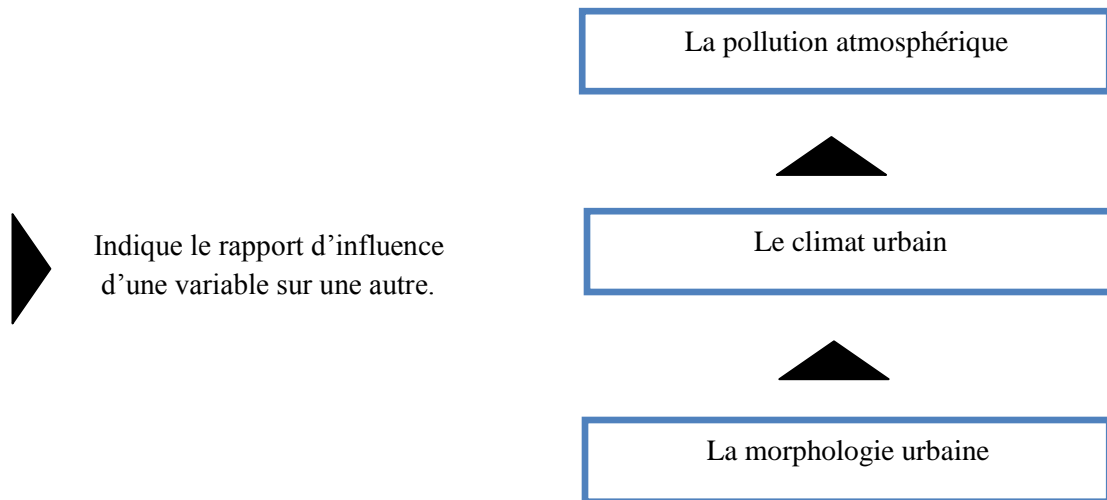 La pollution atmosphérique
Indique le rapport d’influence
d’une variable sur une autre.
Le climat urbain
La morphologie urbaine